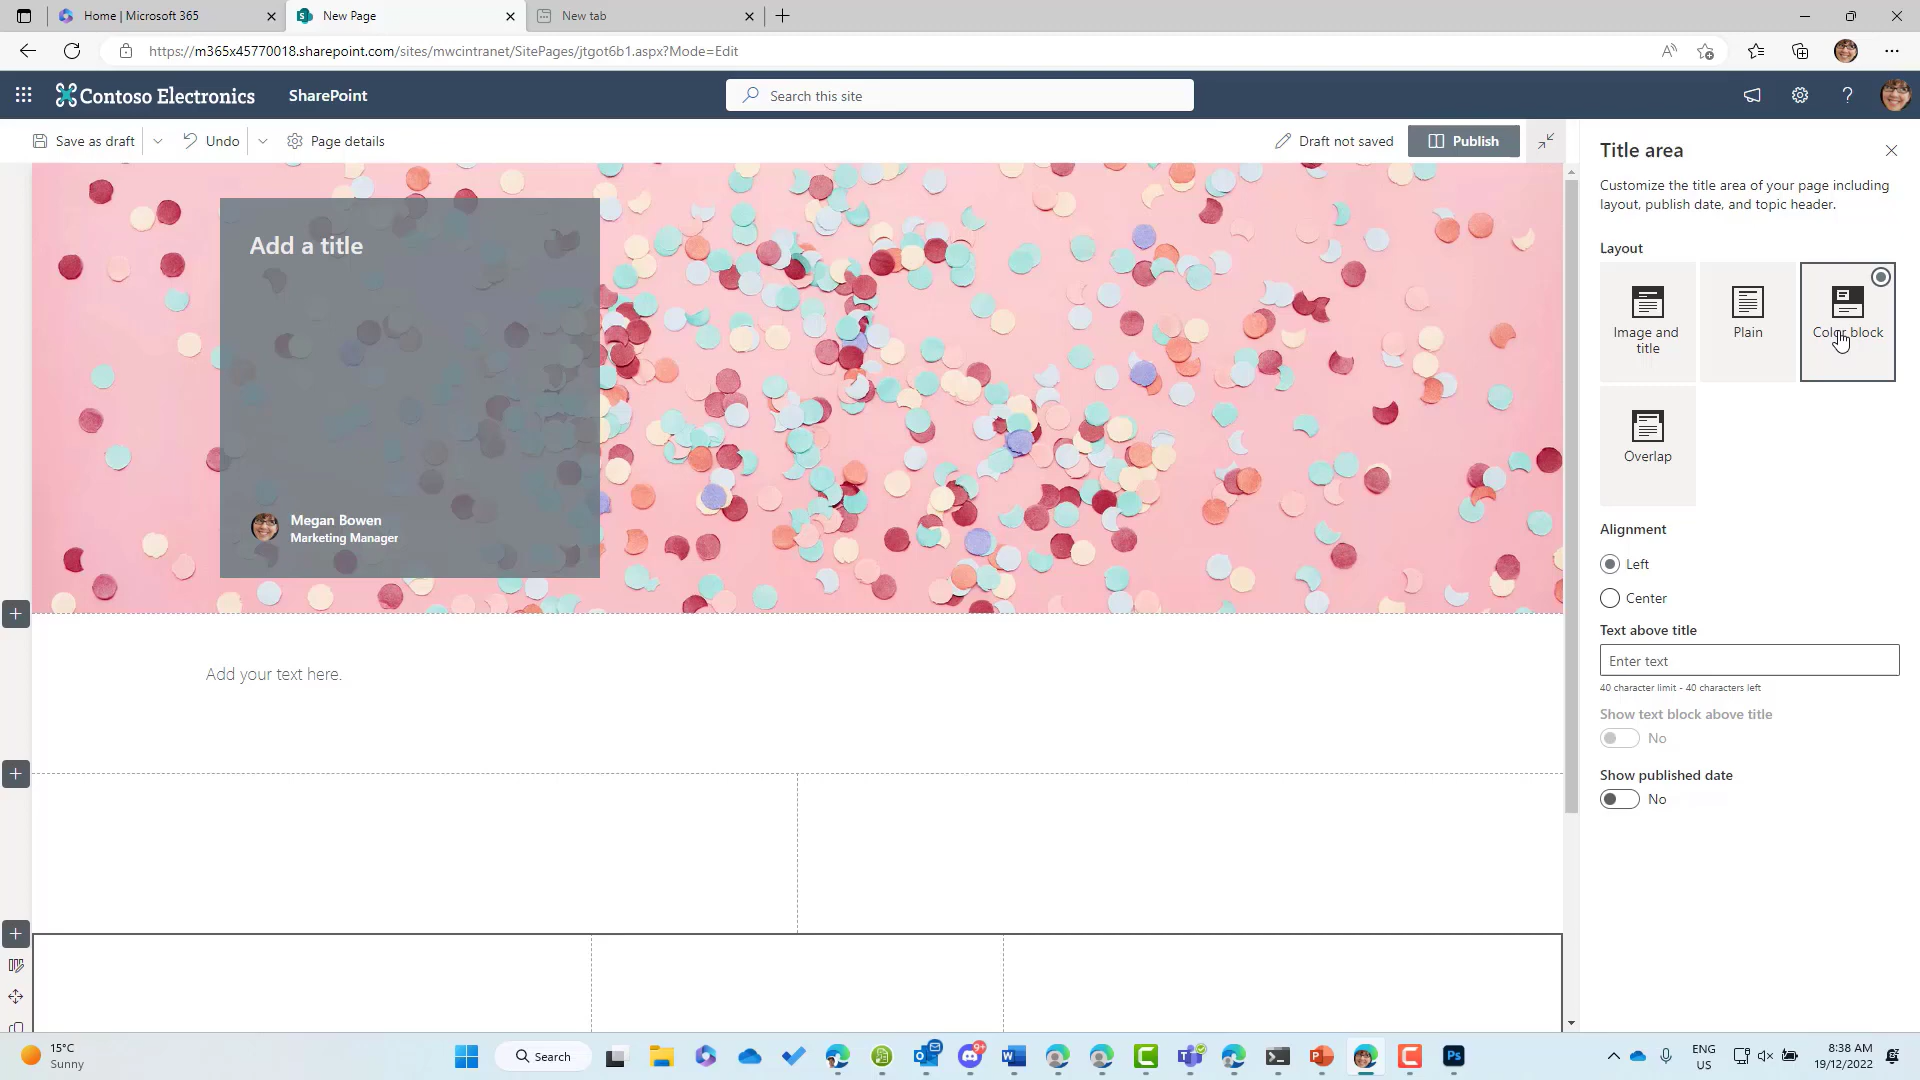 Home | Microsoft 365
New Page
New tab
https://m365x45770018.sharepoint.com/sites/mwcintranet/SitePages/jtgot6b1.aspx?Mode=Edit
Contoso Electronics
SharePoint
Search this site
Save as draft
Undo
Page details
Draft not saved
Publish
Title area
Customize the title area of your page including
layout, publish date, and topic header.
Layout
Image and
title
Plain
Color block
Overlap
Alignment
Left
Center
Text above title
Enter text
40 character limit - 40 characters left
Show text block above title
No
Show published date
No
Add a title
Megan Bowen
Marketing Manager
Add your text here.
15°C
Sunny
Search
9+
ENG
US
8:38 AM
19/12/2022